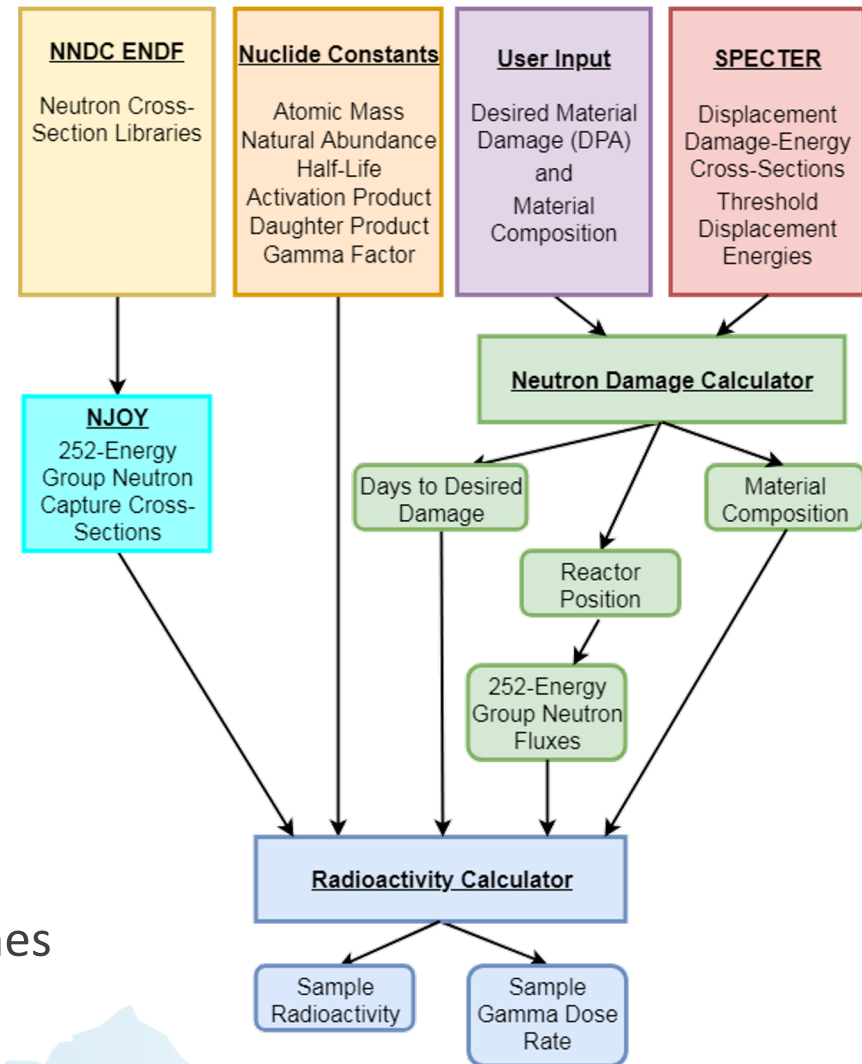 NNDC ENDF
Neutron Cross-
Section Libraries
Nuclide Constants
Atomic Mass
Natural Abundance
Half-Life
Activation Product
Daughter Product
Gamma Factor
User Input
Desired Material
Damage (DPA)
and
Material
Composition
SPECTER
Displacement
Damage-Energy
Cross-Sections
Threshold
Displacement
Energies
Neutron Damage Calculator
NJOY
252-Energy
Group Neutron
Capture Cross-
Sections
Days to Desired
Damage
Material
Composition
Reactor
Position
252-Energy
Group Neutron
Fluxes
Radioactivity Calculator
Sample
Radioactivity
Sample
Gamma Dose
Rate